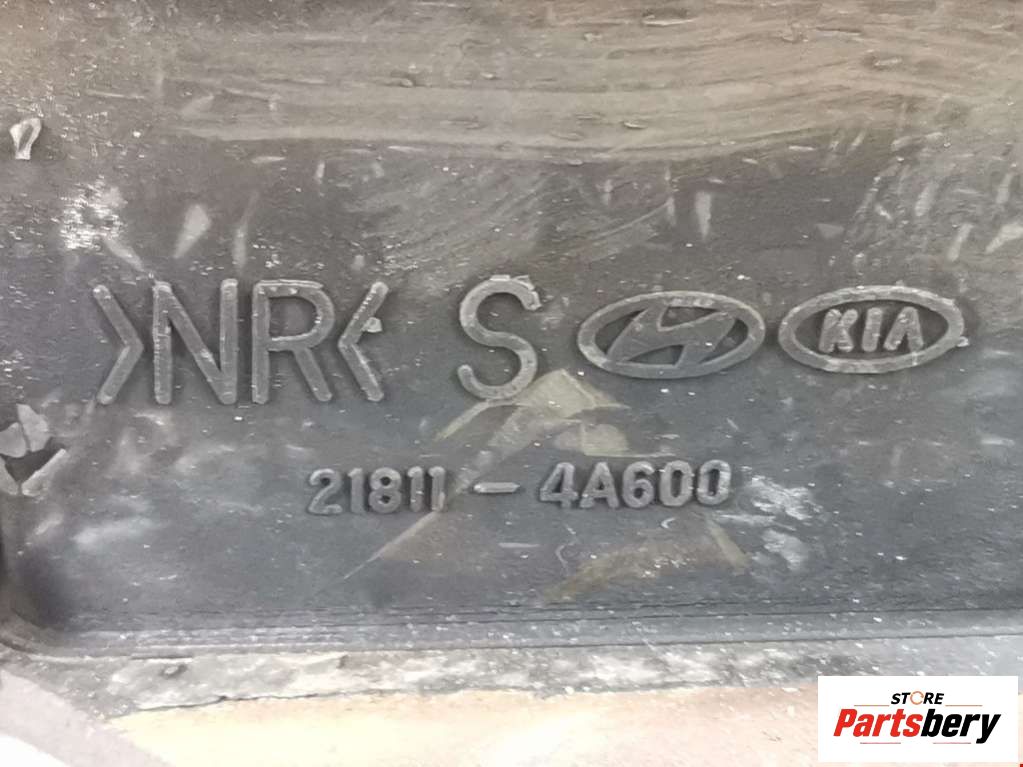 >NR< S KIA
21811-4A600
STORE
Partsbery